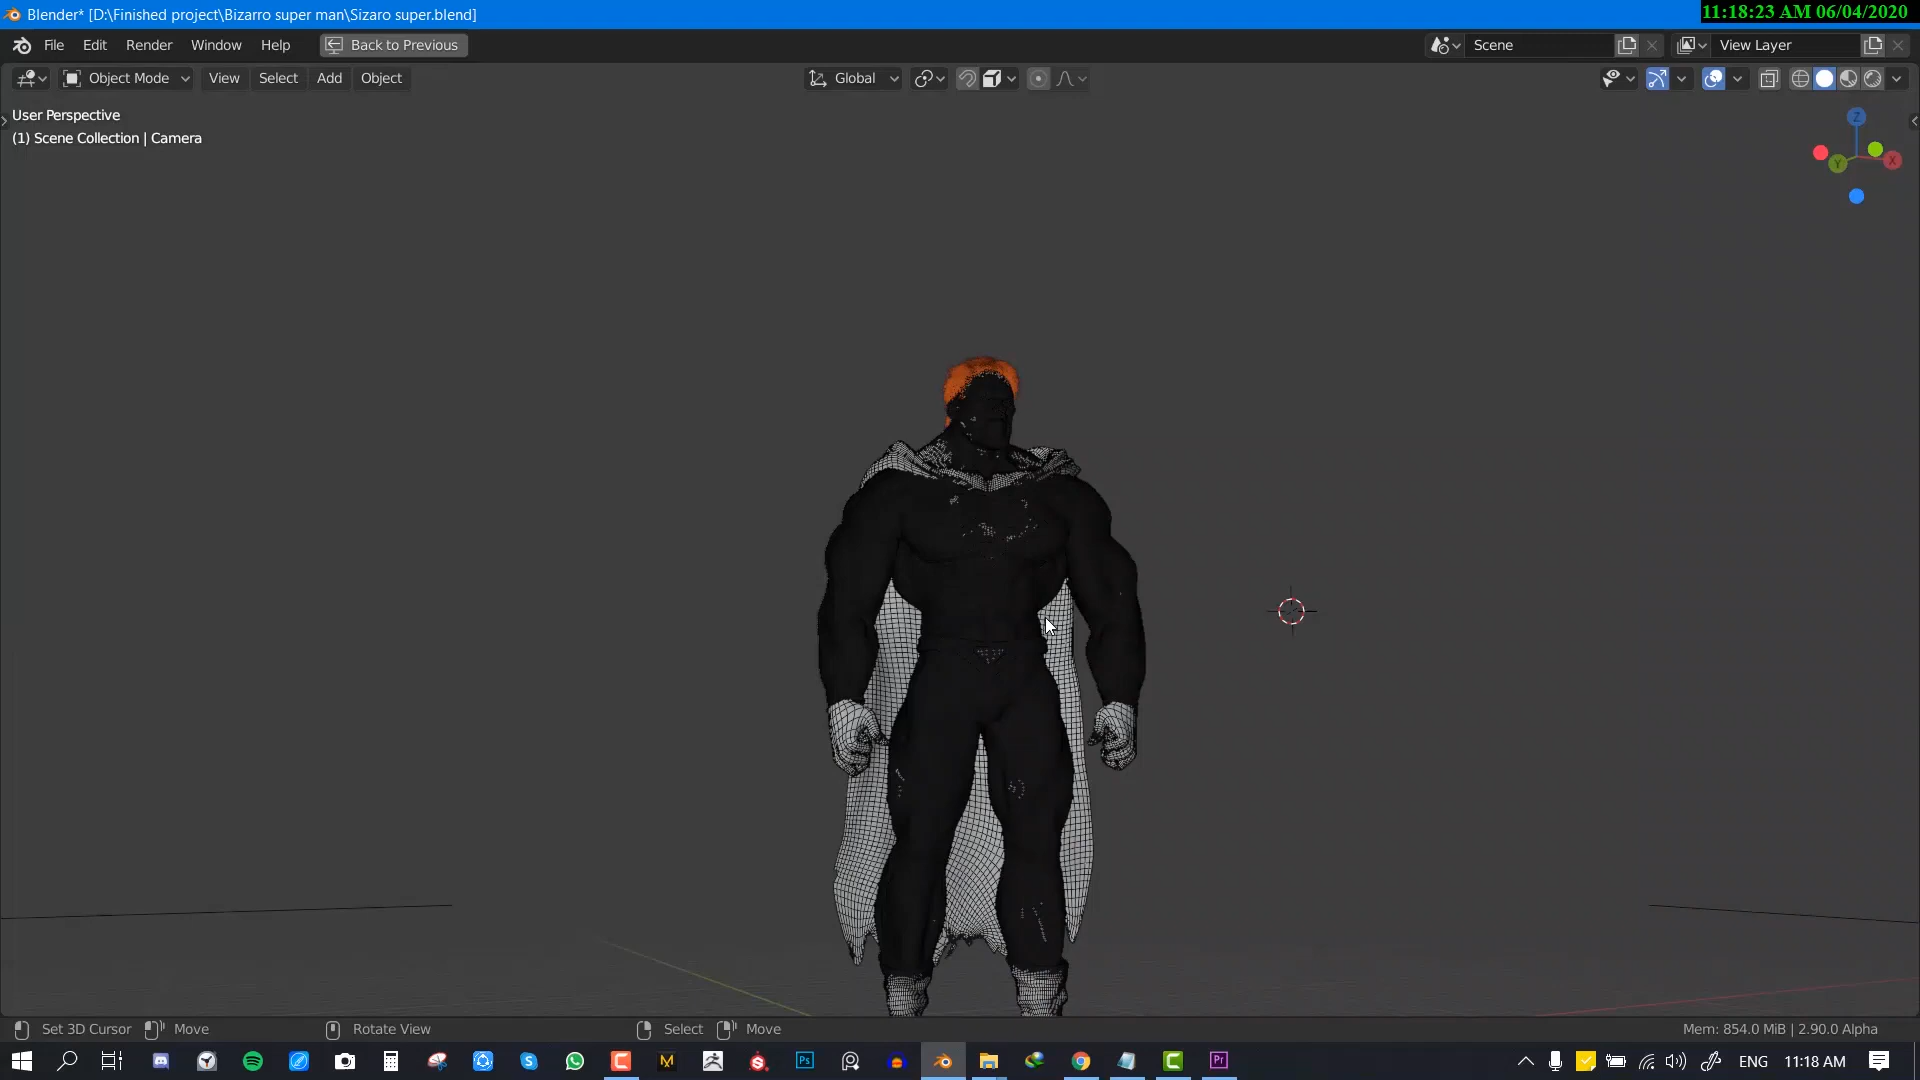 Blender* [D:\Finished project\Bizarro super man\Sizaro super.blend]
11:18:23 AM 06/04/2020
File Edit Render Window Help Back to Previous
Scene View Layer
Object Mode View Select Add Object
Global
User Perspective
(1) Scene Collection | Camera
Z
Y X
Set 3D Cursor Move Rotate View Select Move
Mem: 854.0 MiB | 2.90.0 Alpha
Ps Pr
ENG 11:18 AM